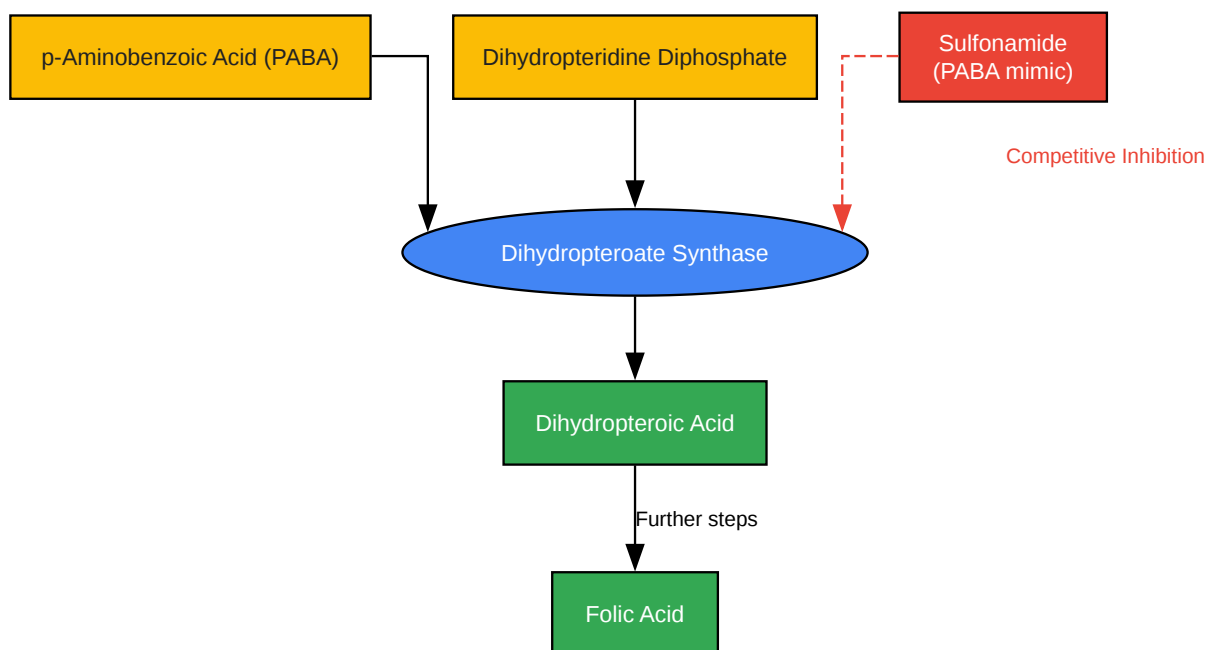 p-Aminobenzoic Acid (PABA)
Dihydropteridine Diphosphate
Sulfonamide
(PABA mimic)
Competitive Inhibition
Dihydropteroate Synthase
Dihydropteroic Acid
Further steps
Folic Acid